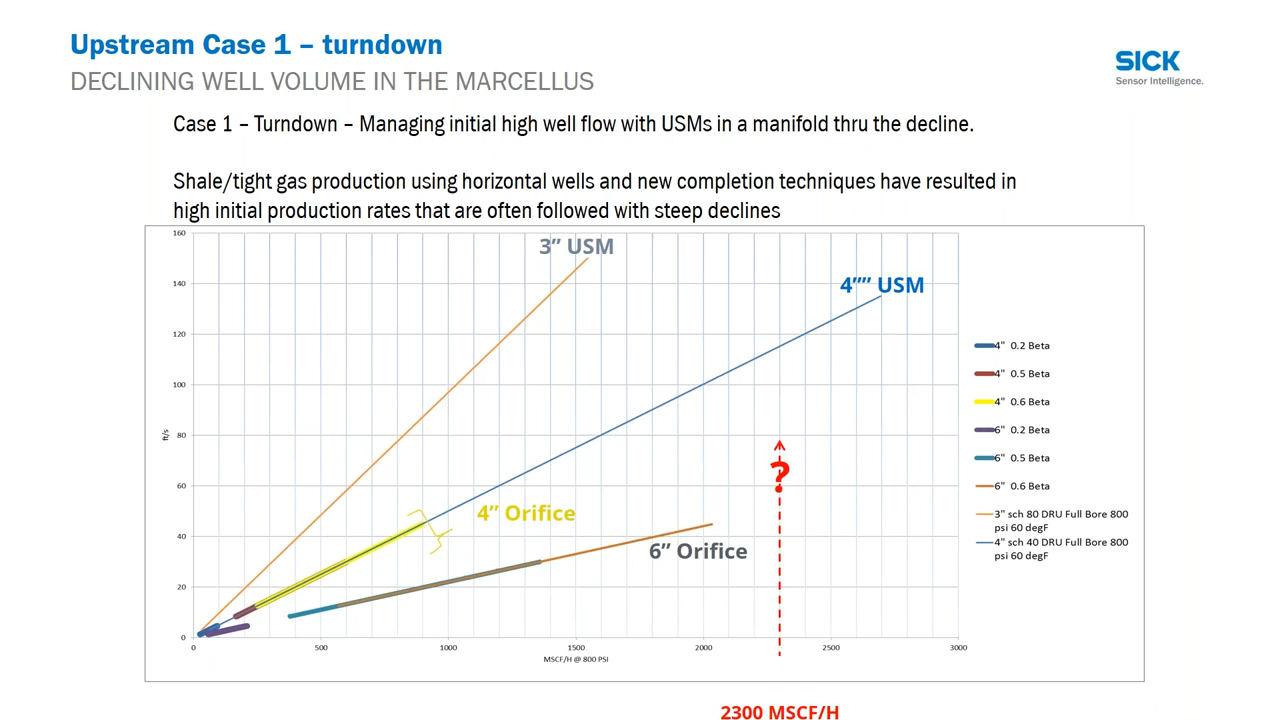 Upstream Case 1 – turndown
DECLINING WELL VOLUME IN THE MARCELLUS
SICK
Sensor Intelligence.
Case 1 – Turndown – Managing initial high well flow with USMs in a manifold thru the decline.
Shale/tight gas production using horizontal wells and new completion techniques have resulted in
high initial production rates that are often followed with steep declines
160
140
120
100
80
60
40
20
0
ft/s
3” USM
4”” USM
4” Orifice
6” Orifice
?
0 500 1000 1500 2000 2500 3000
MSCF/H @ 800 PSI
4" 0.2 Beta
4" 0.5 Beta
4" 0.6 Beta
6" 0.2 Beta
6" 0.5 Beta
6" 0.6 Beta
3" sch 80 DRU Full Bore 800
psi 60 degF
4" sch 40 DRU Full Bore 800
psi 60 degF
2300 MSCF/H